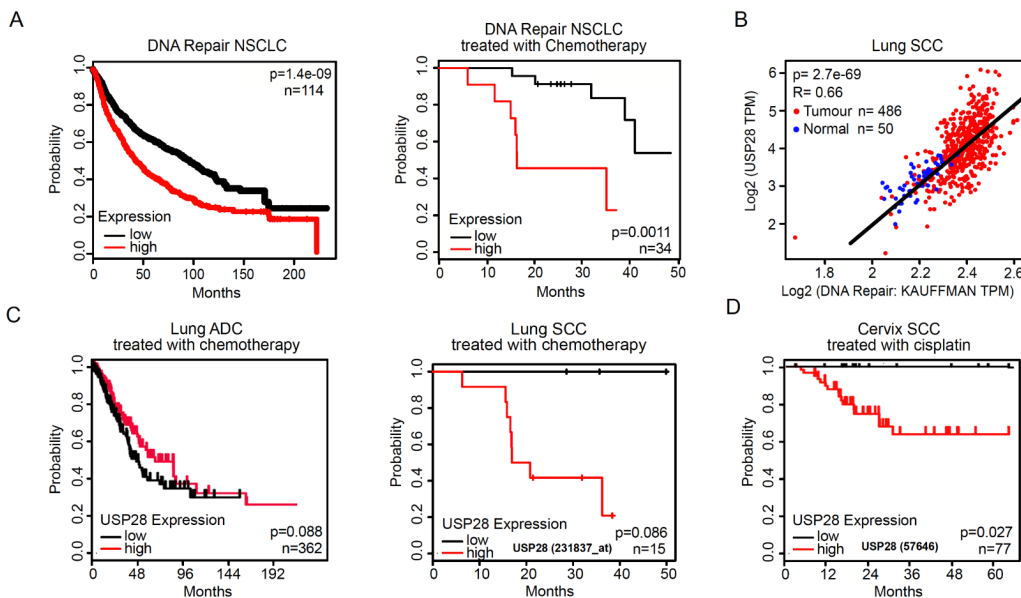 A
DNA Repair NSCLC
p=1.4e-09
n=114
Probability
1.0
0.8
0.6
0.4
0.2
0.0
Expression
low
high
0 50 100 150 200
Months
DNA Repair NSCLC
treated with Chemotherapy
Probability
1.0
0.8
0.6
0.4
0.2
0.0
Expression
low
high
p=0.0011
n=34
0 10 20 30 40 50
Months
B
Lung SCC
p= 2.7e-69
R= 0.66
Tumour n= 486
Normal n= 50
Log2 (USP28 TPM)
6
5
4
3
2
1.8 2 2.2 2.4 2.6
Log2 (DNA Repair: KAUFFMAN TPM)
C
Lung ADC
treated with chemotherapy
Probability
1.0
0.8
0.6
0.4
0.2
0.0
USP28 Expression
low
high
p=0.088
n=362
0 48 96 144 192
Months
Lung SCC
treated with chemotherapy
Probability
1.0
0.8
0.6
0.4
0.2
0.0
USP28 Expression
low
high
USP28 (231837_at)
p=0.086
n=15
0 10 20 30 40 50
Months
D
Cervix SCC
treated with cisplatin
Probability
1.0
0.8
0.6
0.4
0.2
0.0
USP28 Expression
low
high
USP28 (57646)
p=0.027
n=77
0 12 24 36 48 60
Months